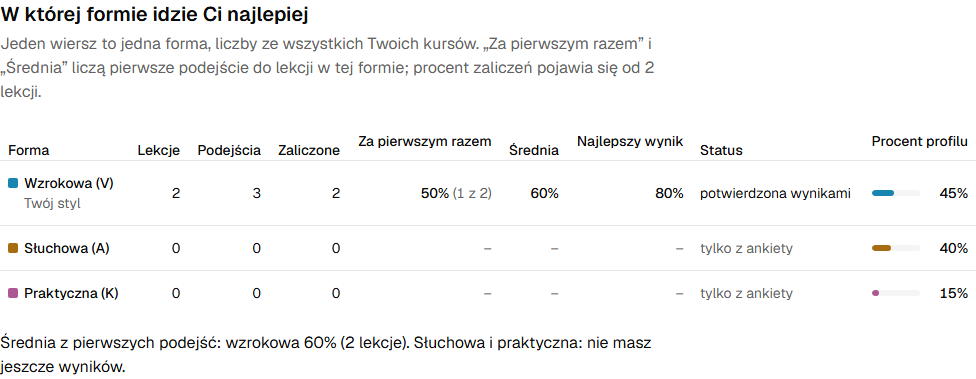 W której formie idzie Ci najlepiej
Jeden wiersz to jedna forma, liczby ze wszystkich Twoich kursów. „Za pierwszym razem” i
„Średnia” liczą pierwsze podejście do lekcji w tej formie; procent zaliczeń pojawia się od 2
lekcji.
Forma Lekcje Podejścia Zaliczone Za pierwszym razem Średnia Najlepszy wynik Status Procent profilu
Wzrokowa (V) 2 3 2 50% (1 z 2) 60% 80% potwierdzona wynikami 45%
Twój styl
Słuchowa (A) 0 0 0 – – – tylko z ankiety 40%
Praktyczna (K) 0 0 0 – – – tylko z ankiety 15%
Średnia z pierwszych podejść: wzrokowa 60% (2 lekcje). Słuchowa i praktyczna: nie masz
jeszcze wyników.